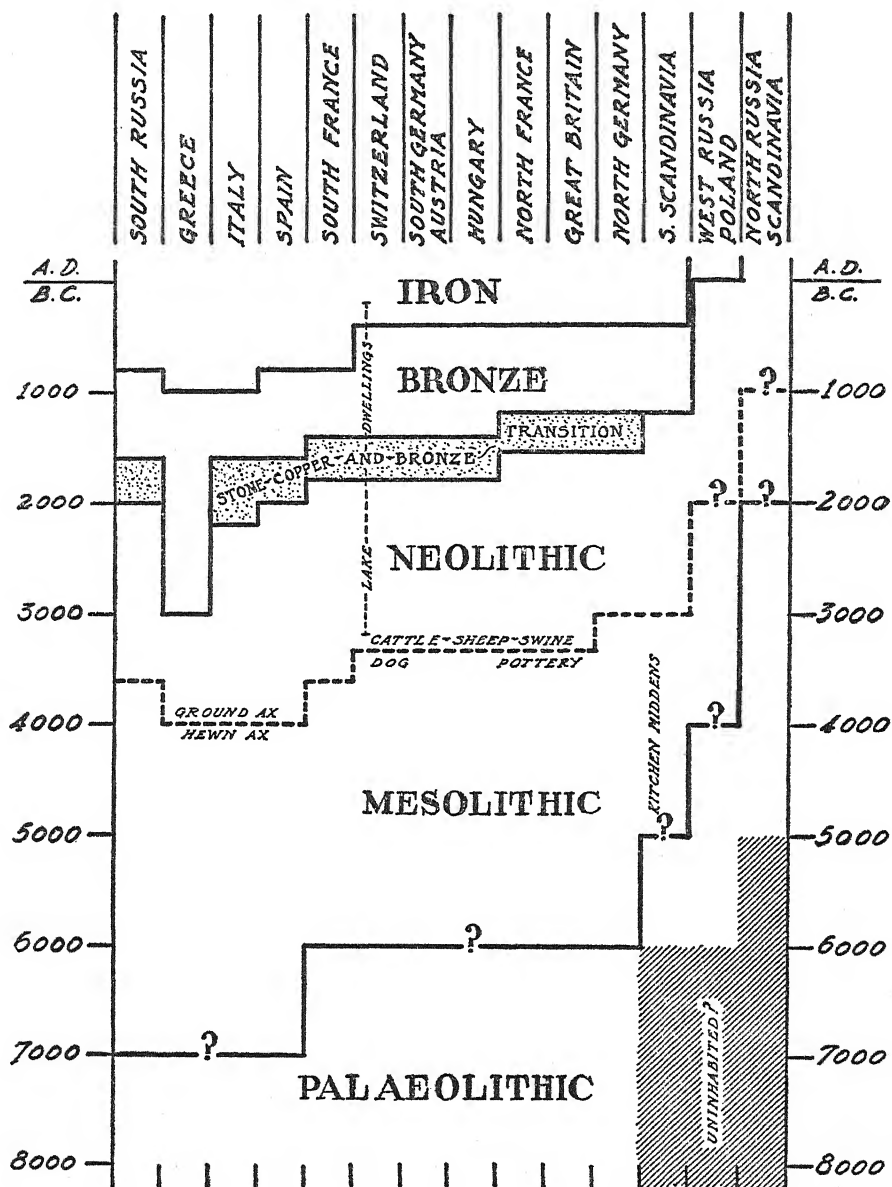 SOUTH RUSSIA
GREECE
ITALY
SPAIN
SOUTH FRANCE
SWITZERLAND
SOUTH GERMANY
AUSTRIA
HUNGARY
NORTH FRANCE
GREAT BRITAIN
NORTH GERMANY
S. SCANDINAVIA
WEST RUSSIA
POLAND
NORTH RUSSIA
SCANDINAVIA
A.D.
B.C.
A.D.
B.C.
IRON
BRONZE
1000
?
1000
DWELLINGS
TRANSITION
STONE-COPPER-AND-BRONZE
2000
?
?
2000
NEOLITHIC
LAKE
3000
3000
CATTLE-SHEEP-SWINE
DOG POTTERY
GROUND AX
HEWN AX
4000
?
4000
KITCHEN MIDDENS
MESOLITHIC
5000
?
5000
6000
?
6000
7000
?
7000
UNINHABITED?
PALAEOLITHIC
8000
8000